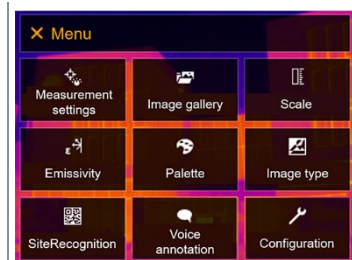 Menu
Measurement
settings
Image gallery
Scale
Emissivity
Palette
Image type
SiteRecognition
Voice
annotation
Configuration